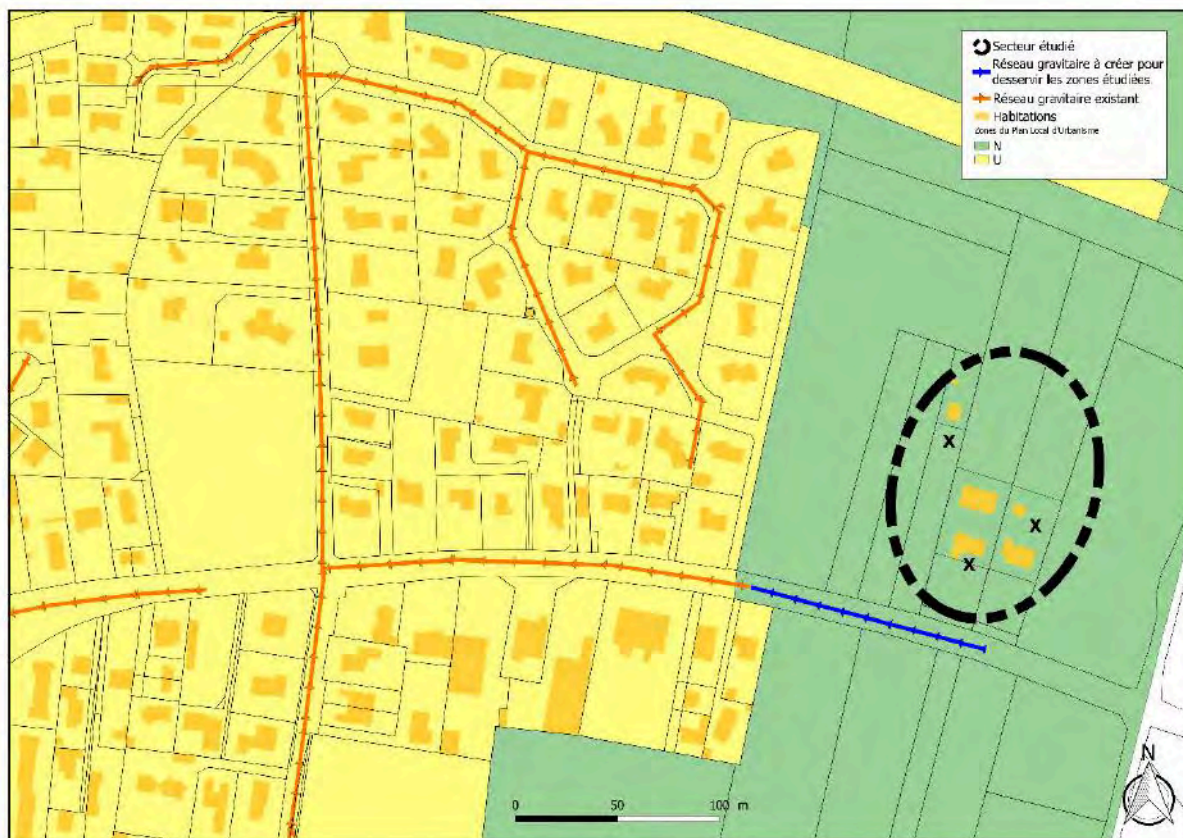 Secteur étudié
Réseau gravitaire à créer pour
desservir les zones étudiées
Réseau gravitaire existant
Habitations
Zones du Plan Local d'Urbanisme
N
U
X
X
X
0 50 100 m
N